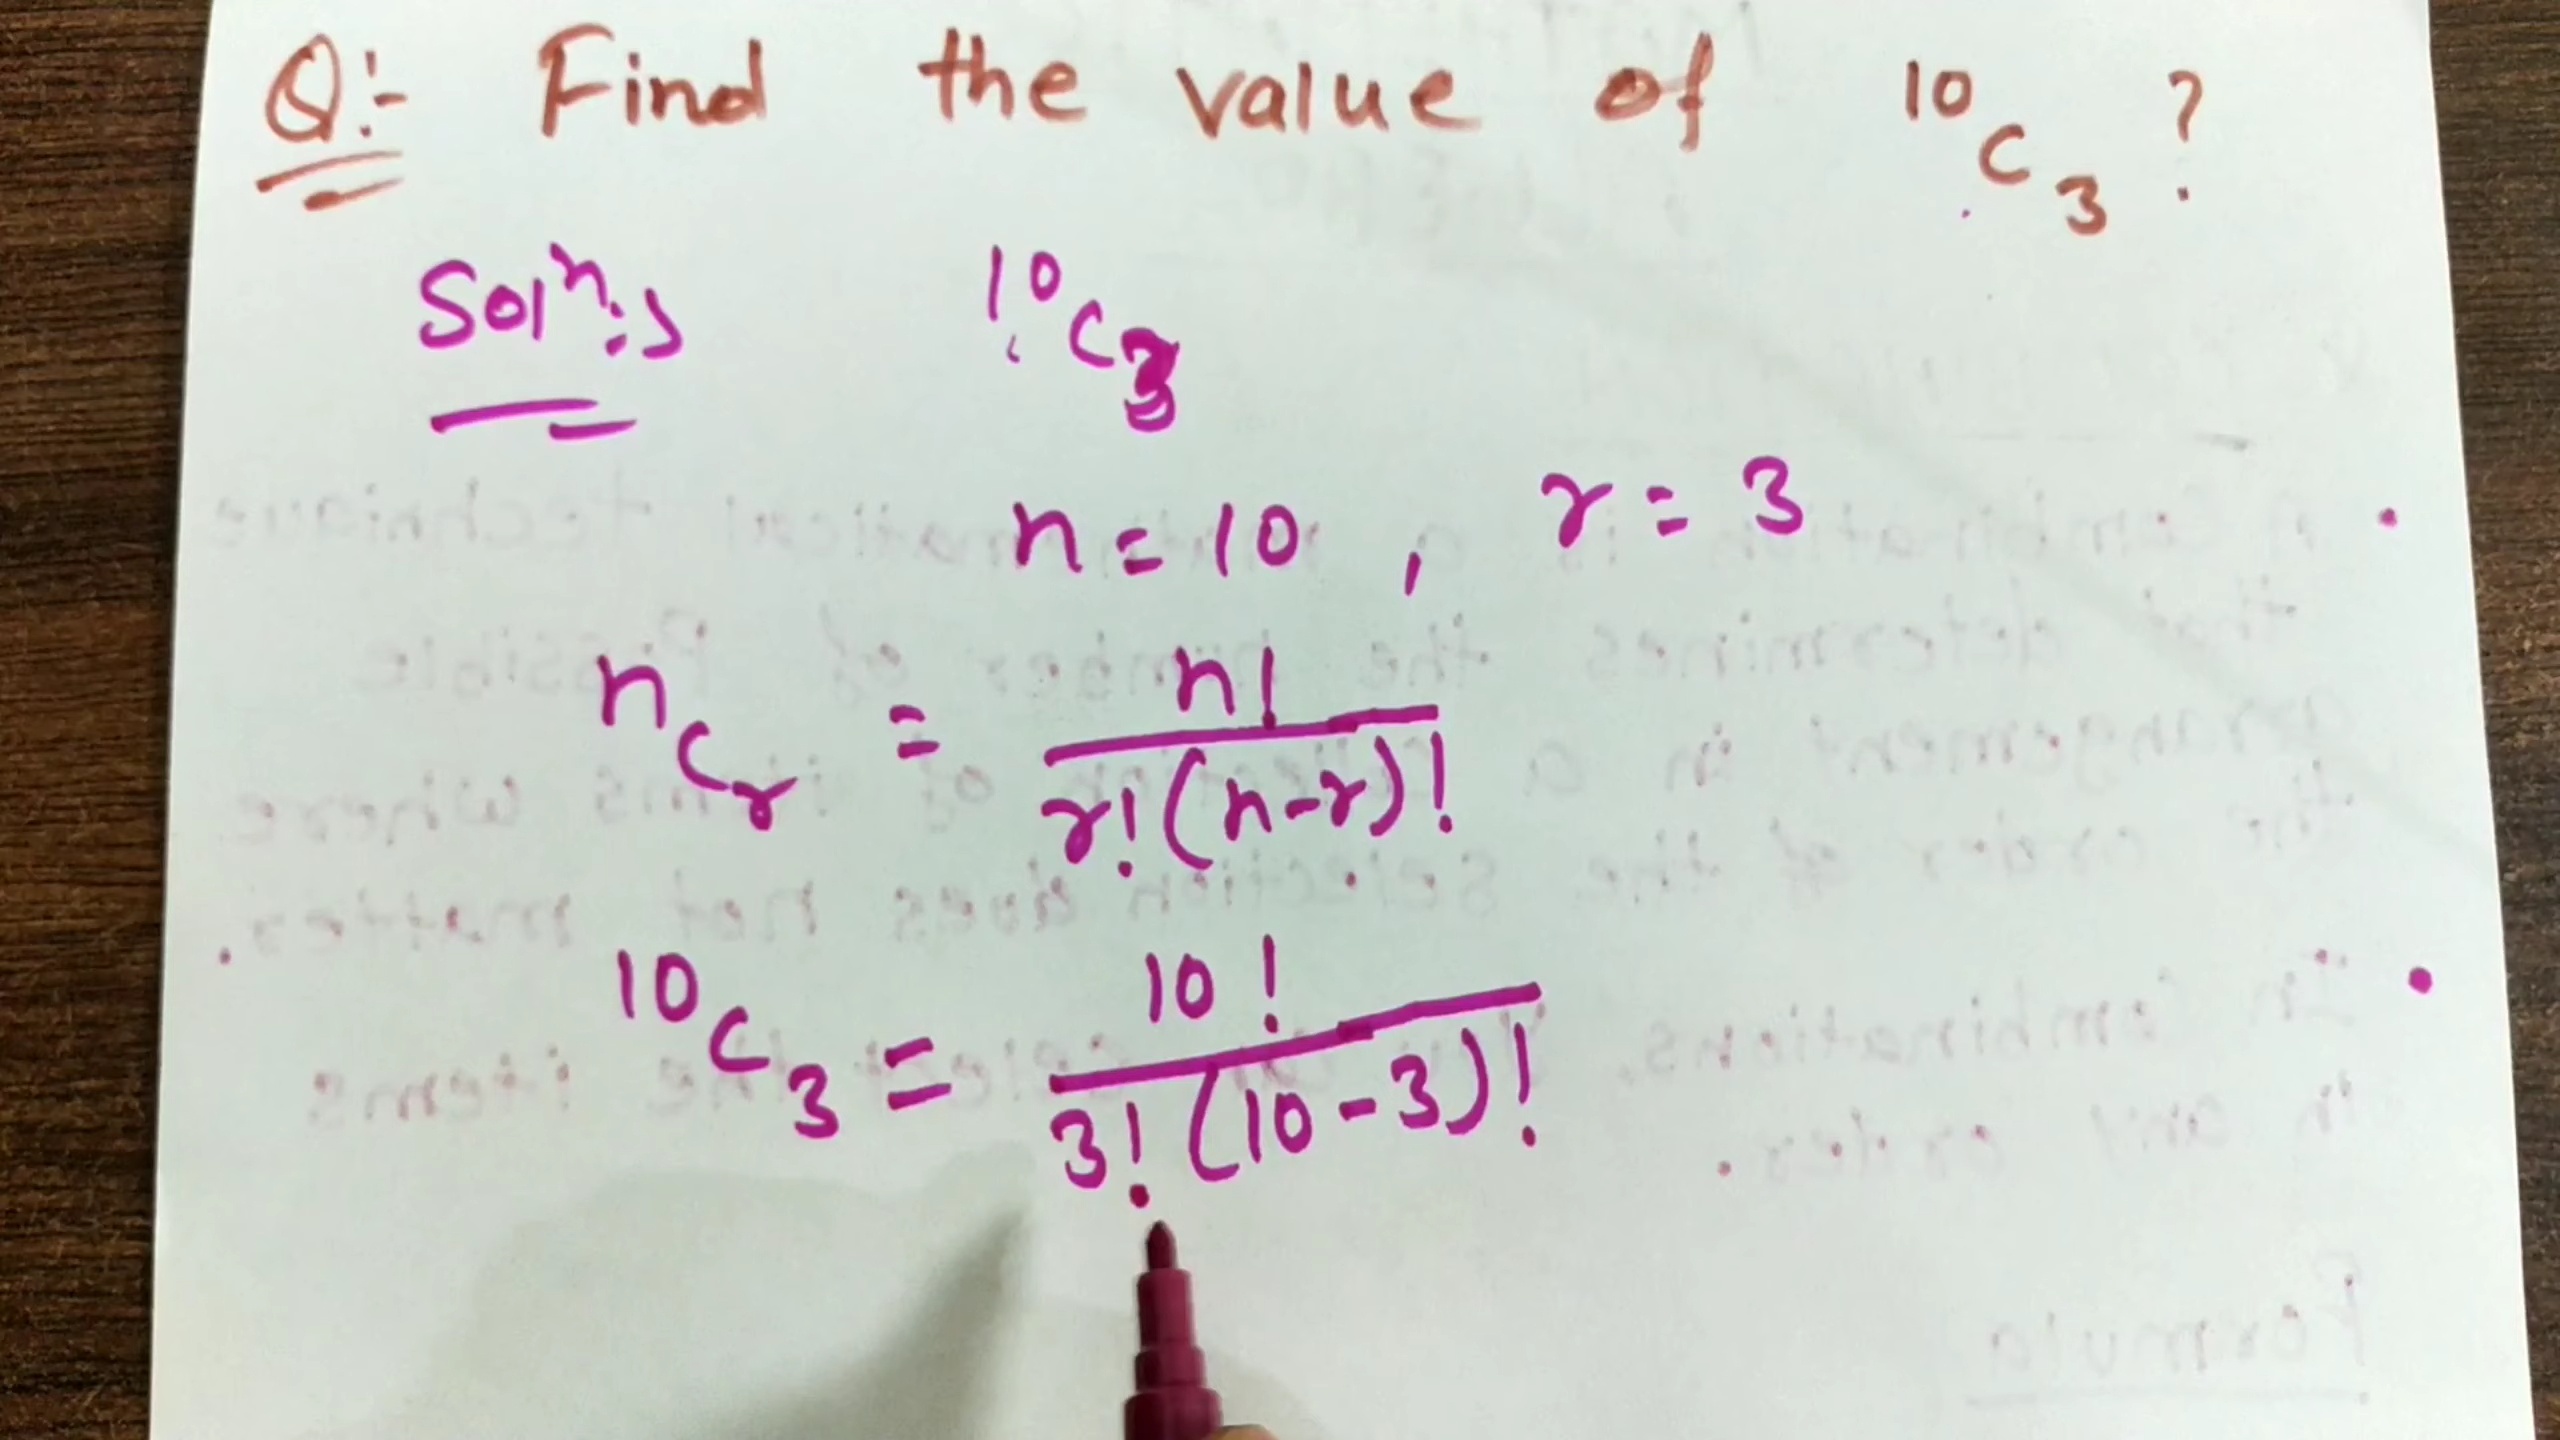 Q:- Find the value of ¹⁰C₃ ?
Solⁿ:→ ¹⁰C₃
n = 10 , r = 3
ⁿCᵣ = n! / r!(n-r)!
¹⁰C₃ = 10! / 3!(10-3)!